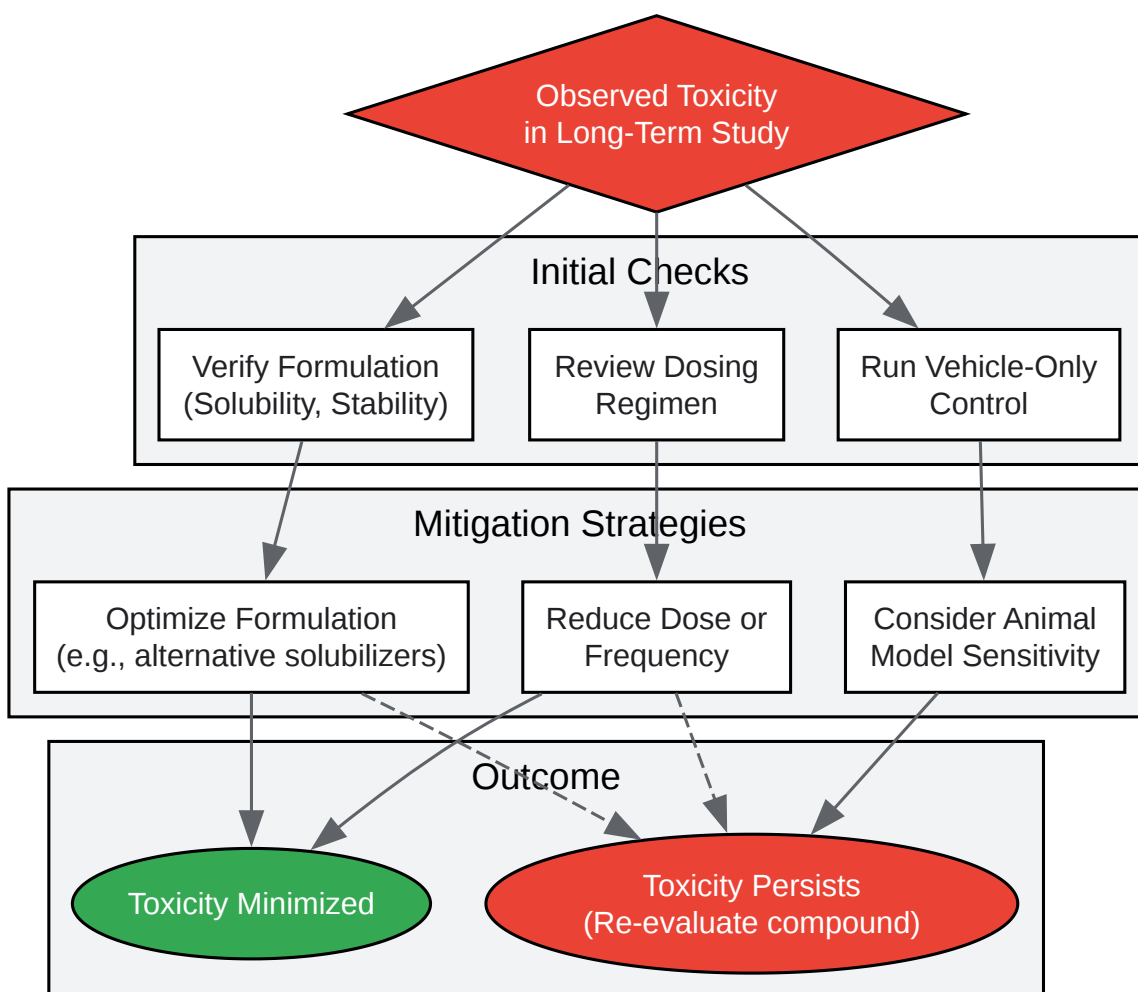 Observed Toxicity
in Long-Term Study
Initial Checks
Verify Formulation
(Solubility, Stability)
Review Dosing
Regimen
Run Vehicle-Only
Control
Mitigation Strategies
Optimize Formulation
(e.g., alternative solubilizers)
Reduce Dose or
Frequency
Consider Animal
Model Sensitivity
Outcome
Toxicity Minimized
Toxicity Persists
(Re-evaluate compound)